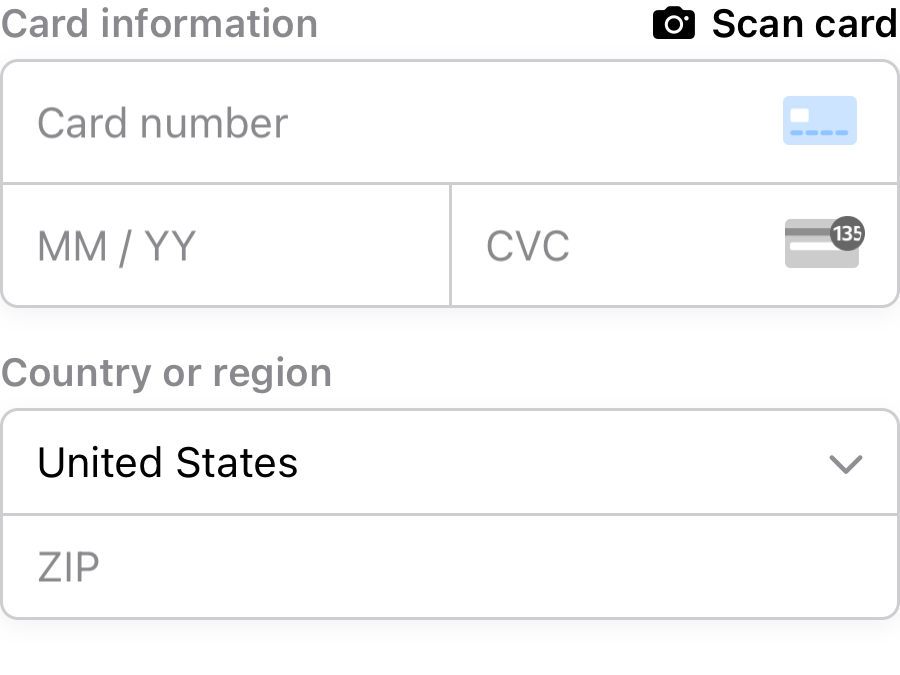 Card information
Scan card
Card number
MM / YY
CVC
135
Country or region
United States
ZIP